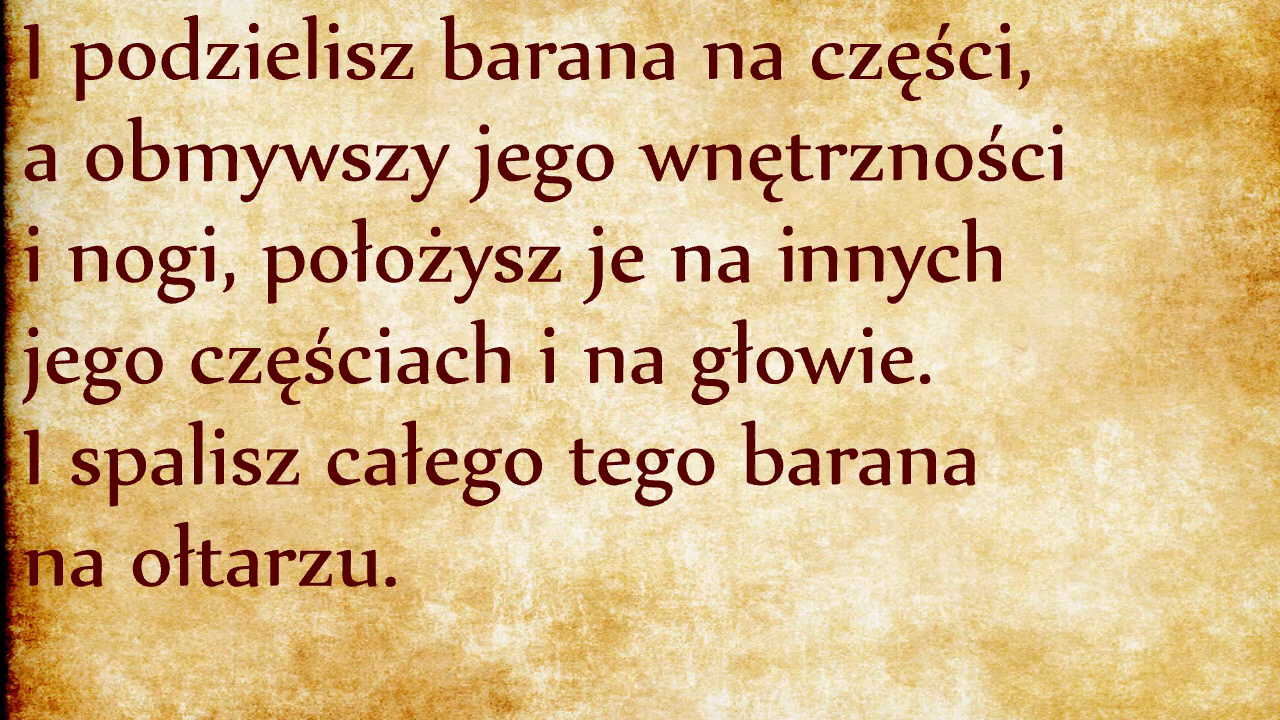 I podzielisz barana na części,
a obmywszy jego wnętrzności
i nogi, położysz je na innych
jego częściach i na głowie.
I spalisz całego tego barana
na ołtarzu.